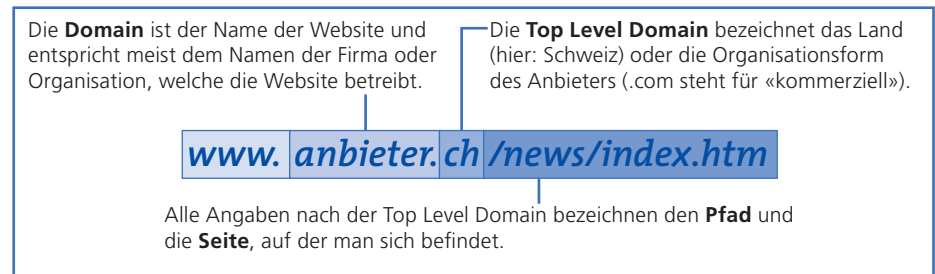 Die Domain ist der Name der Website und
entspricht meist dem Namen der Firma oder
Organisation, welche die Website betreibt.
Die Top Level Domain bezeichnet das Land
(hier: Schweiz) oder die Organisationsform
des Anbieters (.com steht für «kommerziell»).
www. anbieter. ch /news/index.htm
Alle Angaben nach der Top Level Domain bezeichnen den Pfad und
die Seite, auf der man sich befindet.